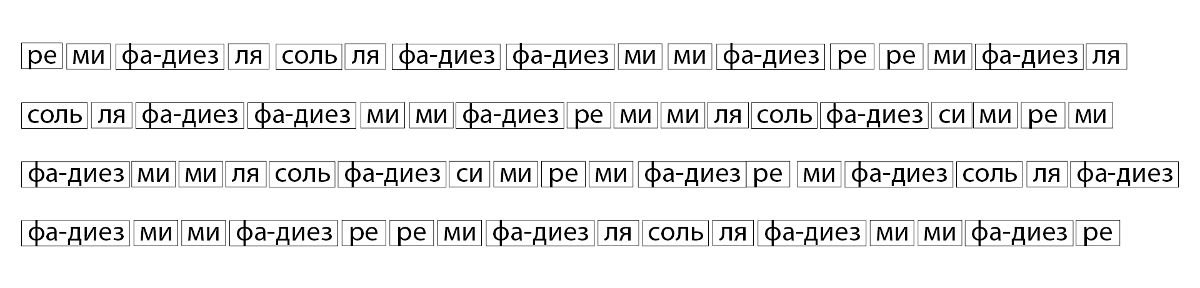 ре ми фа-диез ля соль ля фа-диез фа-диез ми ми фа-диез ре ре ми фа-диез ля
соль ля фа-диез фа-диез ми ми фа-диез ре ми ми ля соль фа-диез си ми ре ми
фа-диез ми ми ля соль фа-диез си ми ре ми фа-диез ре ми фа-диез соль ля фа-диез
фа-диез ми ми фа-диез ре ре ми фа-диез ля соль ля фа-диез ми ми фа-диез ре